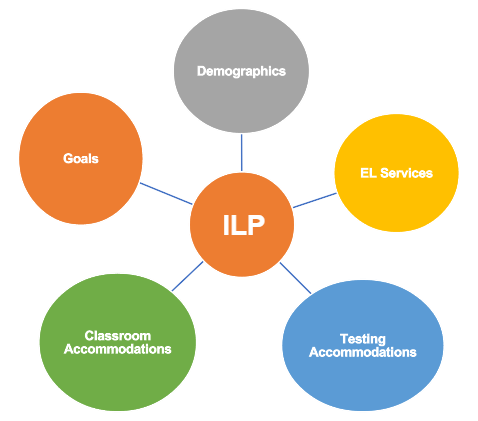 Demographics
Goals
EL Services
ILP
Classroom
Accommodations
Testing
Accommodations